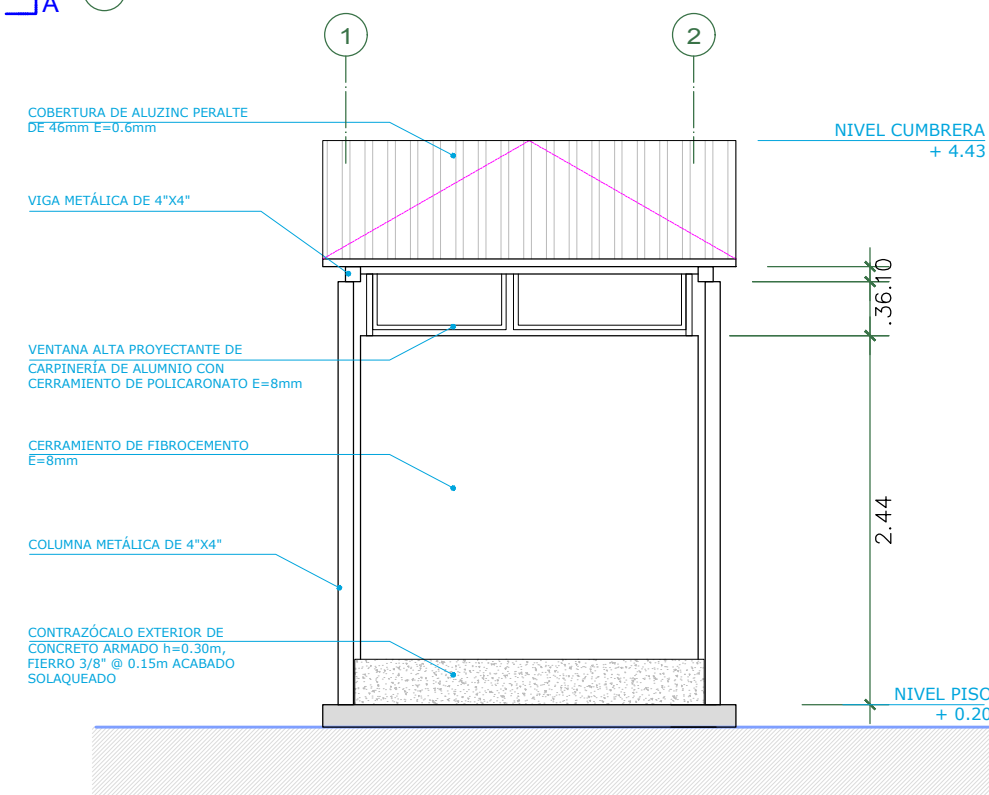 A
1
2
COBERTURA DE ALUZINC PERALTE
DE 46mm E=0.6mm
NIVEL CUMBRERA
+ 4.43
VIGA METÁLICA DE 4"X4"
.10
.36
VENTANA ALTA PROYECTANTE DE
CARPINERÍA DE ALUMNIO CON
CERRAMIENTO DE POLICARONATO E=8mm
CERRAMIENTO DE FIBROCEMENTO
E=8mm
2.44
COLUMNA METÁLICA DE 4"X4"
CONTRAZÓCALO EXTERIOR DE
CONCRETO ARMADO h=0.30m,
FIERRO 3/8" @ 0.15m ACABADO
SOLAQUEADO
NIVEL PISO
+ 0.20